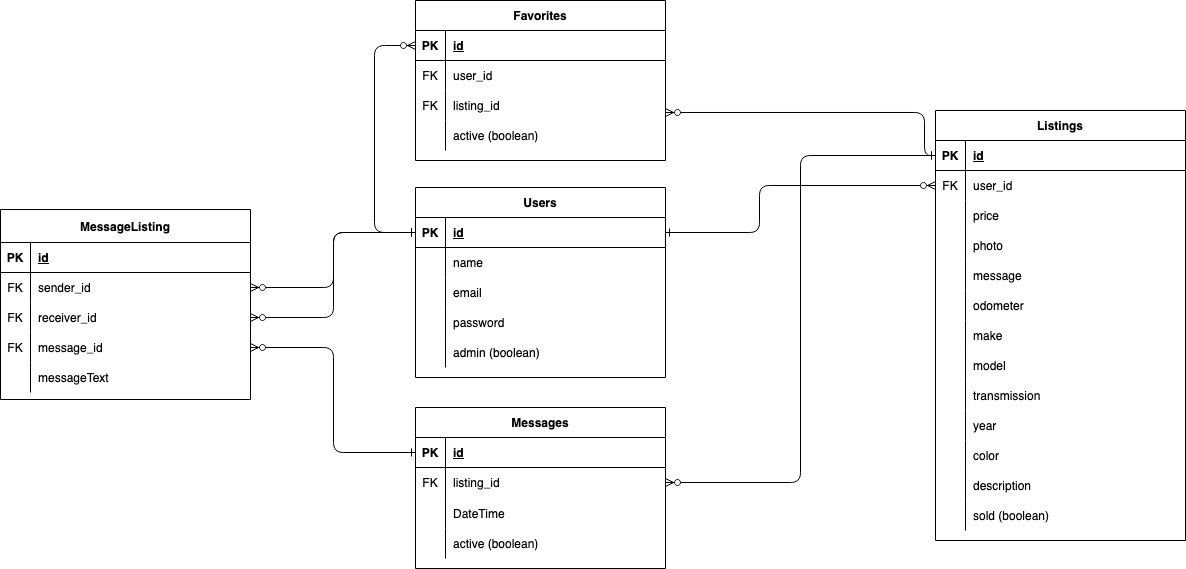 Favorites
PK id
FK user_id
FK listing_id
active (boolean)
Users
PK id
name
email
password
admin (boolean)
MessageListing
PK id
FK sender_id
FK receiver_id
FK message_id
messageText
Messages
PK id
FK listing_id
DateTime
active (boolean)
Listings
PK id
FK user_id
price
photo
message
odometer
make
model
transmission
year
color
description
sold (boolean)